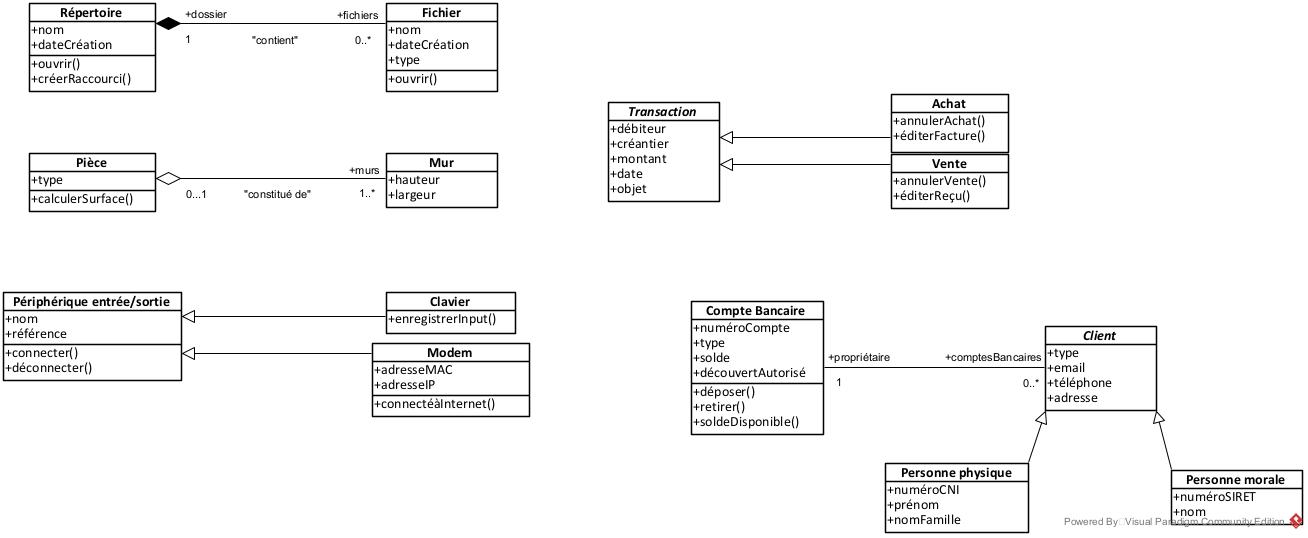 Répertoire
+nom
+dateCréation
+ouvrir()
+créerRaccourci()
+dossier
+fichiers
1
"contient"
0..*
Fichier
+nom
+dateCréation
+type
+ouvrir()
Transaction
+débiteur
+créantier
+montant
+date
+objet
Achat
+annulerAchat()
+éditerFacture()
Vente
+annulerVente()
+éditerReçu()
Pièce
+type
+calculerSurface()
+murs
0...1
"constitué de"
1..*
Mur
+hauteur
+largeur
Périphérique entrée/sortie
+nom
+référence
+connecter()
+déconnecter()
Clavier
+enregistrerInput()
Modem
+adresseMAC
+adresseIP
+connectéàInternet()
Compte Bancaire
+numéroCompte
+type
+solde
+découvertAutorisé
+déposer()
+retirer()
+soldeDisponible()
+propriétaire
+comptesBancaires
1
0..*
Client
+type
+email
+téléphone
+adresse
Personne physique
+numéroCNI
+prénom
+nomFamille
Personne morale
+numéroSIRET
+nom
Powered By Visual Paradigm Community Edition